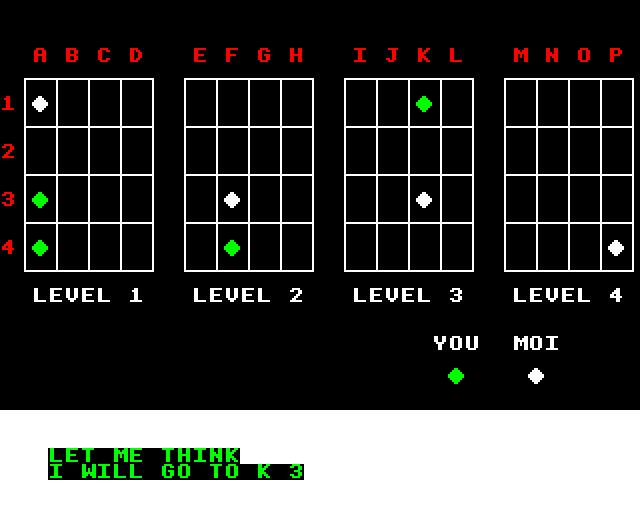 A B C D E F G H I J K L M N O P
1
2
3
4
LEVEL 1 LEVEL 2 LEVEL 3 LEVEL 4
YOU MOI
LET ME THINK
I WILL GO TO K 3